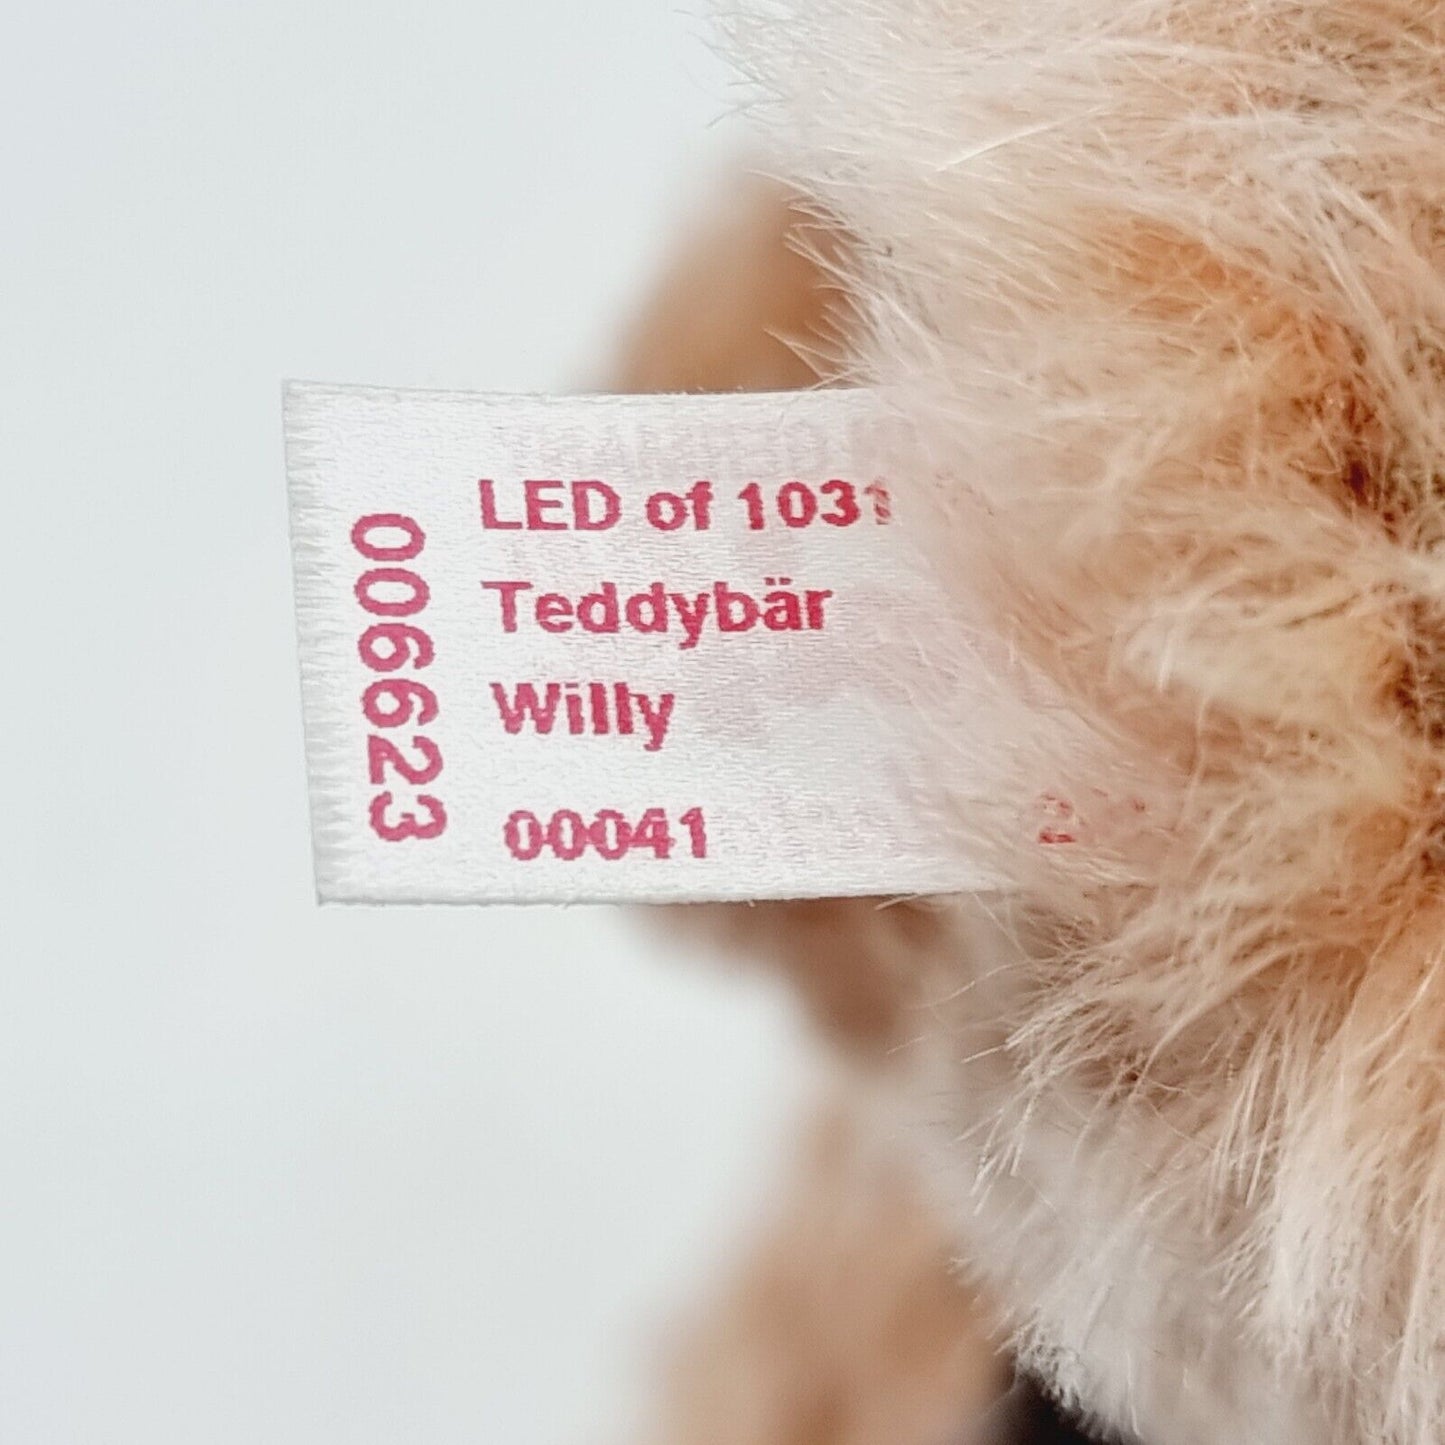 LED of 1031
Teddybär
Willy
00041
006623